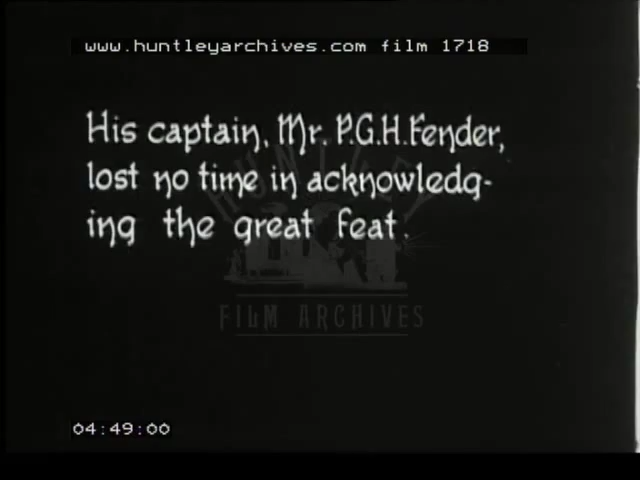 www.huntleyarchives.com film 1718
His captain, Mr. P.G.H. Fender,
lost no time in acknowledg-
ing the great feat.
HUNTLEY
FILM ARCHIVES
04:49:00